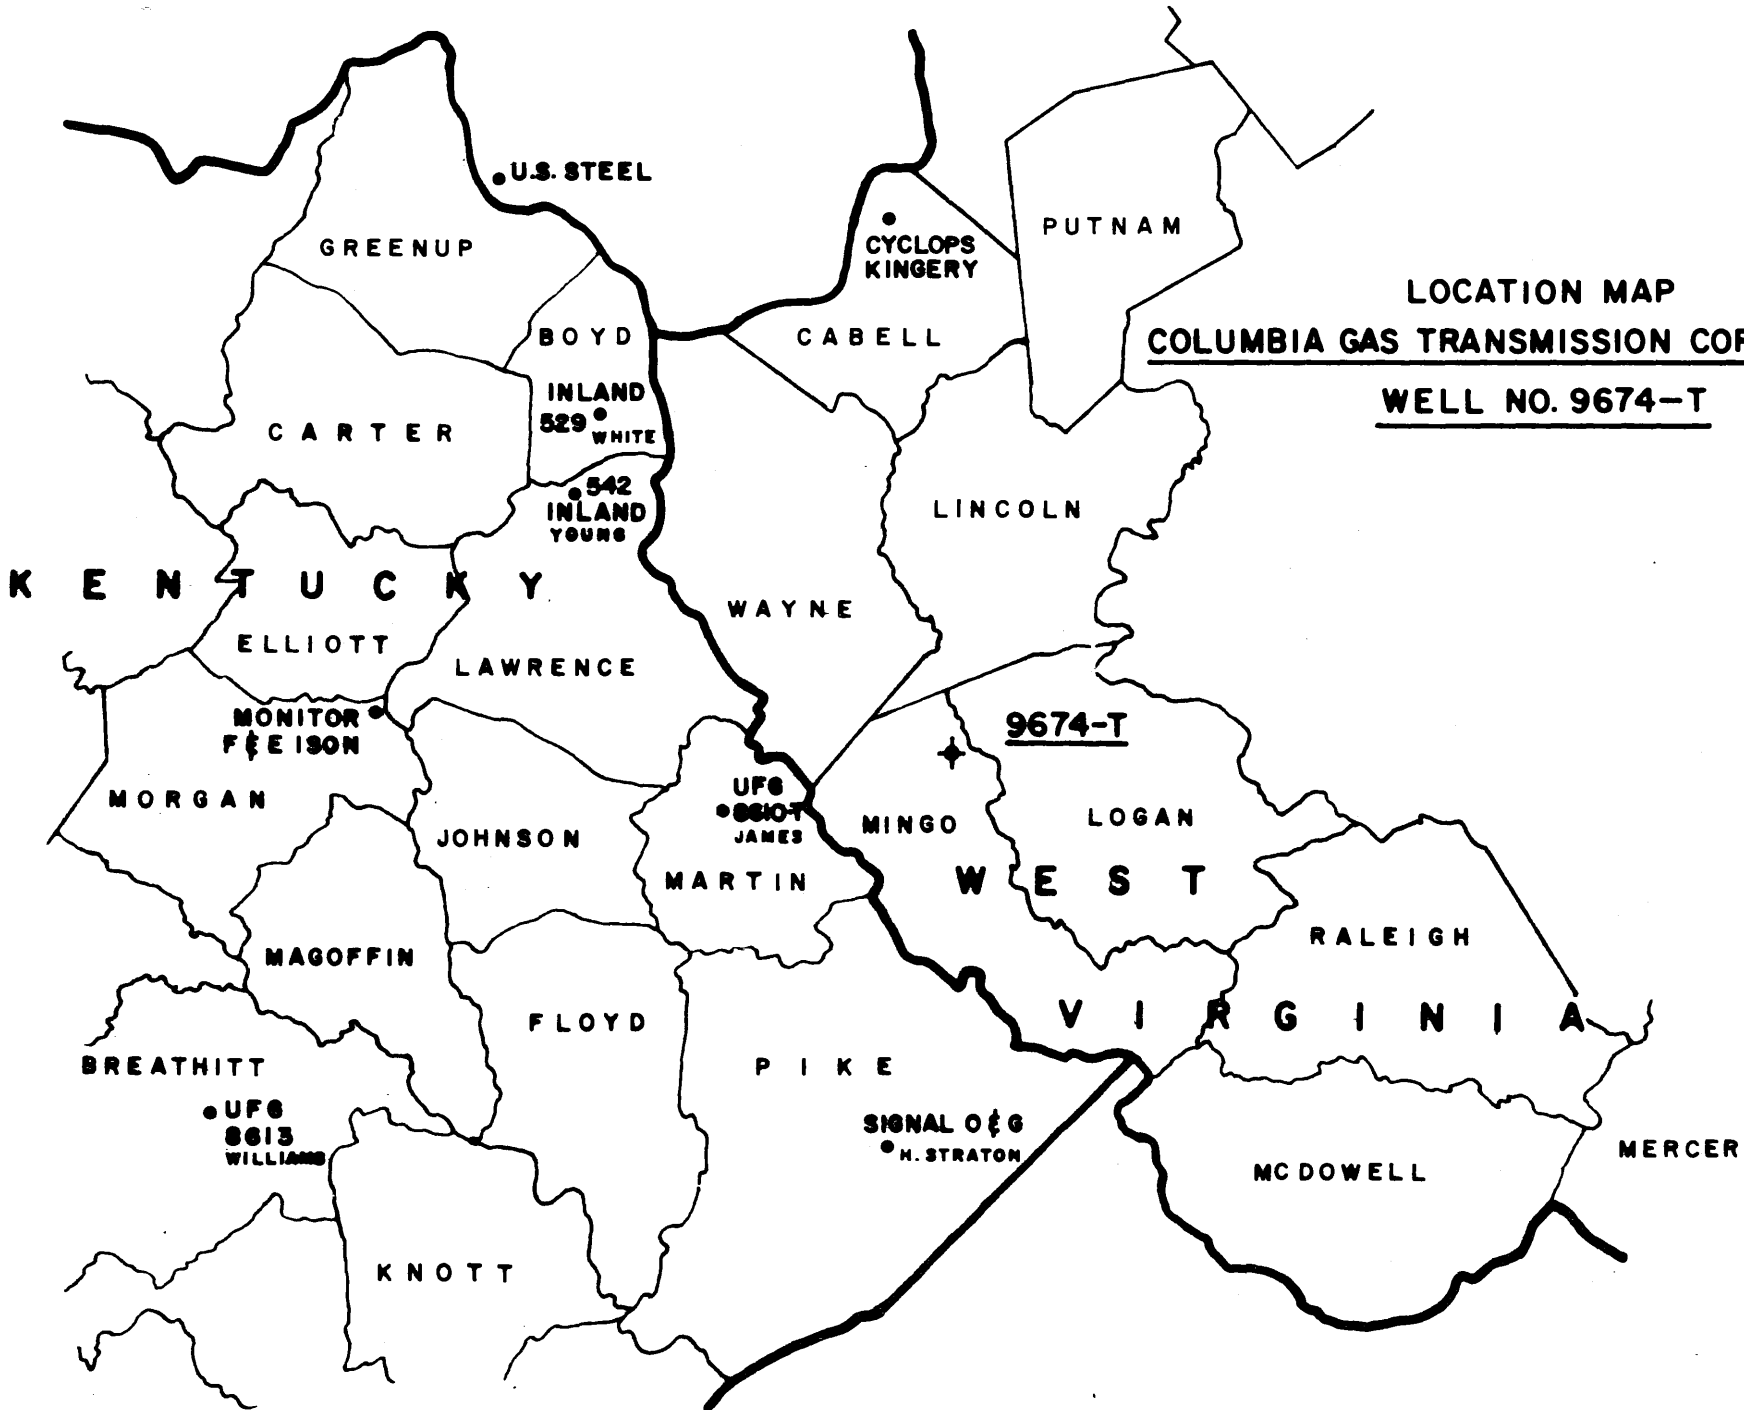 U.S. STEEL
GREENUP
CYCLOPS
KINGERY
PUTNAM
LOCATION MAP
COLUMBIA GAS TRANSMISSION COR
WELL NO. 9674-T
BOYD
CABELL
INLAND
529
WHITE
CARTER
542
INLAND
YOUNG
LINCOLN
KENTUCKY
WAYNE
ELLIOTT
LAWRENCE
MONITOR
F & E ISON
9674-T
MORGAN
UFG
8610-T
JAMES
JOHNSON
MINGO
LOGAN
MARTIN
WEST
RALEIGH
MAGOFFIN
FLOYD
VIRGINIA
BREATHITT
PIKE
UFG
8613
WILLIAMS
SIGNAL O & G
H. STRATON
MERCER
MCDOWELL
KNOTT